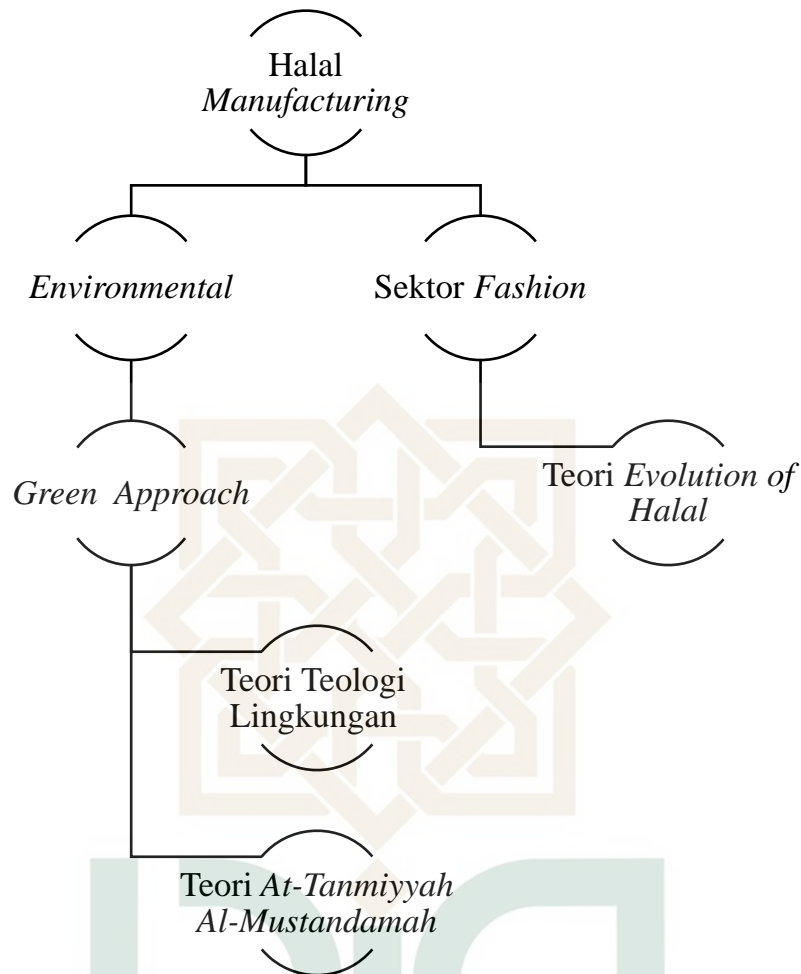 Halal
Manufacturing
Environmental
Sektor Fashion
Green Approach
Teori Evolution of
Halal
Teori Teologi
Lingkungan
Teori At-Tanmiyyah
Al-Mustandamah